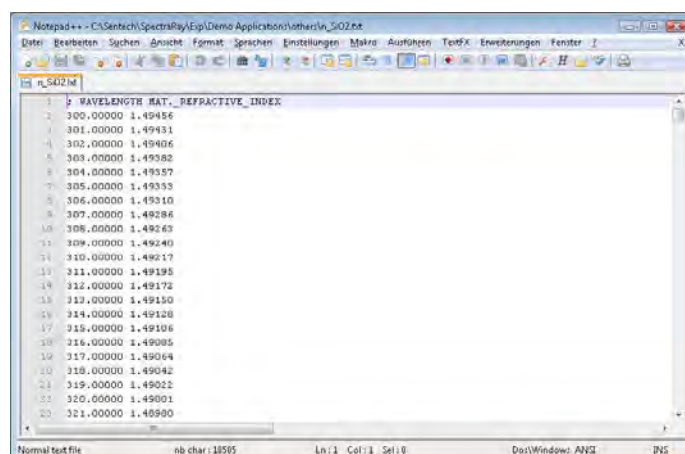 Notepad++ - C:\Sentech\SpectraRay\Exp\Demo Applications\others\n_SiO2.txt
Datei Bearbeiten Suchen Ansicht Format Sprachen Einstellungen Makro Ausführen TextFX Erweiterungen Fenster ? X
n_SiO2.txt
1 ; WAVELENGTH MAT._REFRACTIVE_INDEX
2 300.00000 1.49456
3 301.00000 1.49431
4 302.00000 1.49406
5 303.00000 1.49382
6 304.00000 1.49357
7 305.00000 1.49333
8 306.00000 1.49310
9 307.00000 1.49286
10 308.00000 1.49263
11 309.00000 1.49240
12 310.00000 1.49217
13 311.00000 1.49195
14 312.00000 1.49172
15 313.00000 1.49150
16 314.00000 1.49128
17 315.00000 1.49106
18 316.00000 1.49085
19 317.00000 1.49064
20 318.00000 1.49042
21 319.00000 1.49022
22 320.00000 1.49001
23 321.00000 1.48980
Normal text file nb char : 18505 Ln : 1 Col : 1 Sel : 0 Dos\Windows ANSI INS